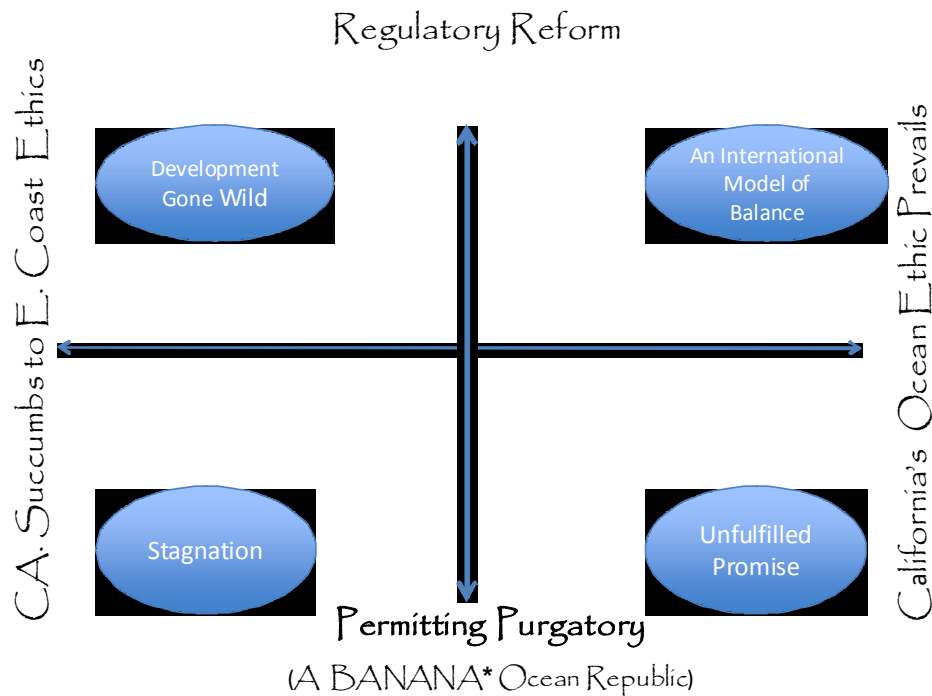 Regulatory Reform
CA. Succumbs to E. Coast Ethics
Development
Gone Wild
An International
Model of
Balance
California's Ocean Ethic Prevails
Stagnation
Unfulfilled
Promise
Permitting Purgatory
(A BANANA* Ocean Republic)